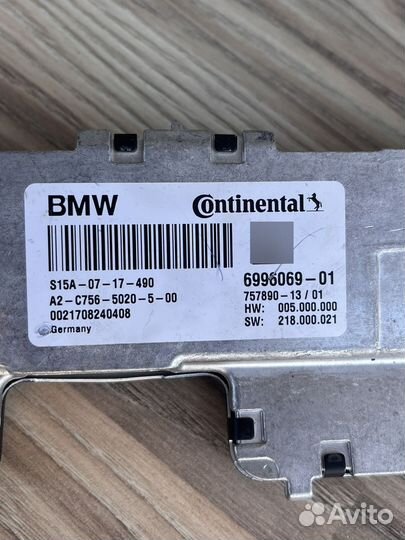 BMW
Continental
S15A-07-17-490
A2-C756-5020-5-00
0021708240408
Germany
6996069-01
757890-13/01
HW: 005.000.000
SW: 218.000.021
Avito